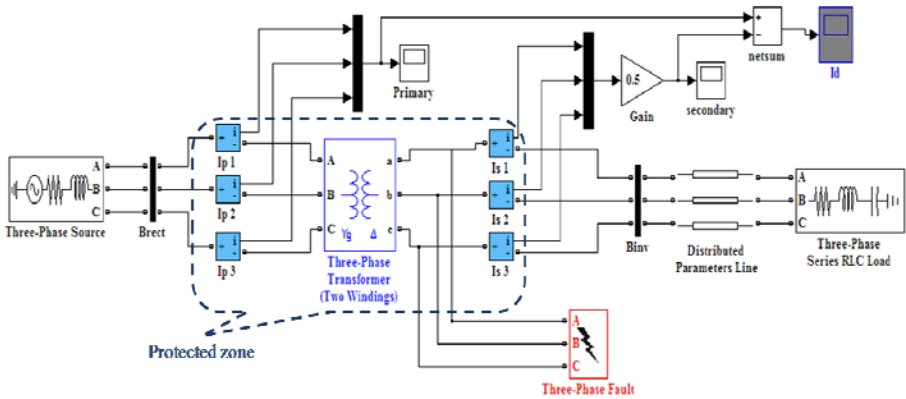 +
−
netsum
Id
i
+
-
Primary
0.5
Gain
secondary
A
B
C
Three-Phase Source
Brect
Ip 1
Ip 2
Ip 3
A
B
C
a
b
c
Yg
Δ
Three-Phase
Transformer
(Two Windings)
Is 1
Is 2
Is 3
Binv
Distributed
Parameters Line
A
B
C
Three-Phase
Series RLC Load
Protected zone
A
B
C
Three-Phase Fault